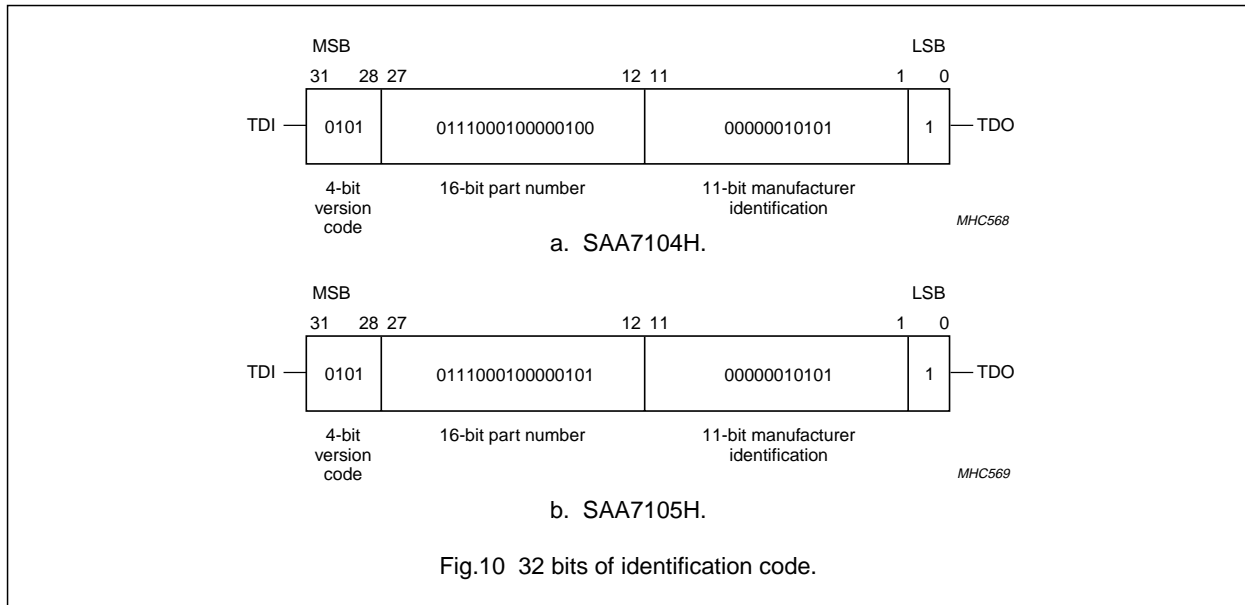 MSB LSB
31 28 27 12 11 1 0
TDI 0101 0111000100000100 00000010101 1 TDO
4-bit 16-bit part number 11-bit manufacturer
version identification
code
MHC568
a. SAA7104H.
MSB LSB
31 28 27 12 11 1 0
TDI 0101 0111000100000101 00000010101 1 TDO
4-bit 16-bit part number 11-bit manufacturer
version identification
code
MHC569
b. SAA7105H.
Fig.10 32 bits of identification code.